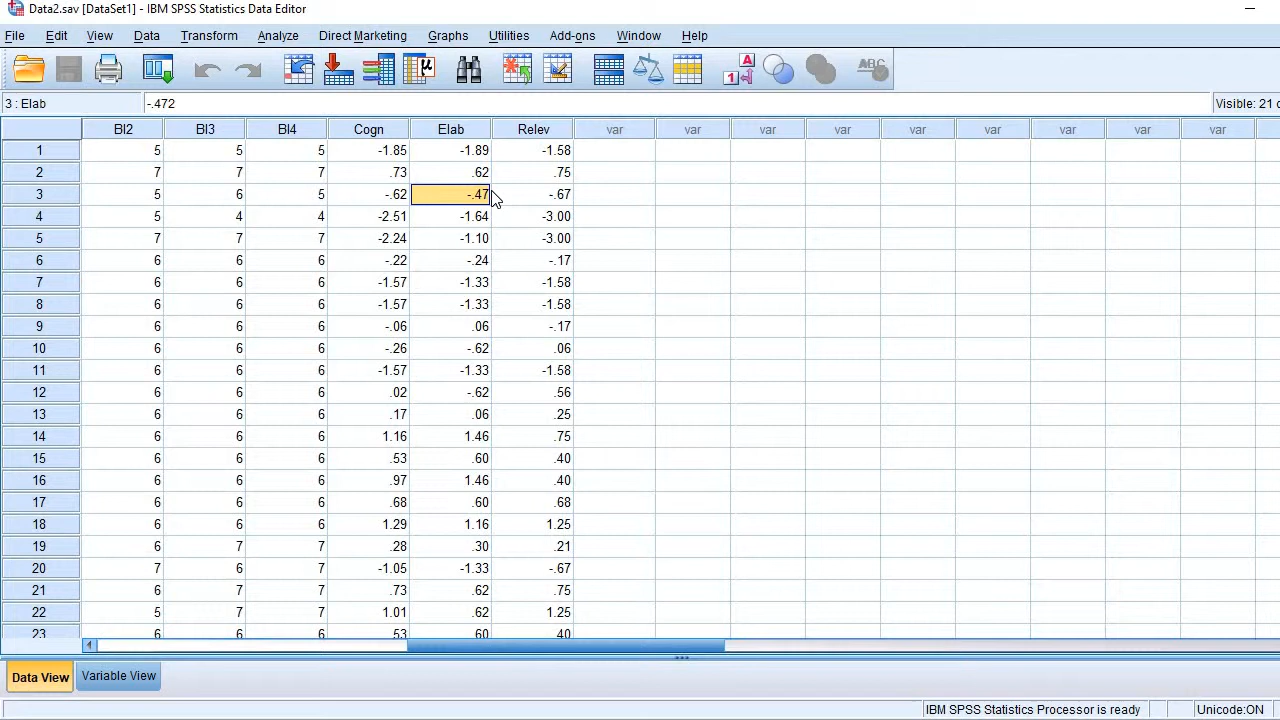 Data2.sav [DataSet1] - IBM SPSS Statistics Data Editor
File Edit View Data Transform Analyze Direct Marketing Graphs Utilities Add-ons Window Help
3 : Elab -.472 Visible: 21 o
BI2 BI3 BI4 Cogn Elab Relev var var var var var var var var var
1 5 5 5 -1.85 -1.89 -1.58
2 7 7 7 .73 .62 .75
3 5 6 5 -.62 -.47 -.67
4 5 4 4 -2.51 -1.64 -3.00
5 7 7 7 -2.24 -1.10 -3.00
6 6 6 6 -.22 -.24 -.17
7 6 6 6 -1.57 -1.33 -1.58
8 6 6 6 -1.57 -1.33 -1.58
9 6 6 6 -.06 .06 -.17
10 6 6 6 -.26 -.62 .06
11 6 6 6 -1.57 -1.33 -1.58
12 6 6 6 .02 -.62 .56
13 6 6 6 .17 .06 .25
14 6 6 6 1.16 1.46 .75
15 6 6 6 .53 .60 .40
16 6 6 6 .97 1.46 .40
17 6 6 6 .68 .60 .68
18 6 6 6 1.29 1.16 1.25
19 6 7 7 .28 .30 .21
20 7 6 7 -1.05 -1.33 -.67
21 6 7 7 .73 .62 .75
22 5 7 7 1.01 .62 1.25
23 6 6 6 53 60 40
Data View Variable View
IBM SPSS Statistics Processor is ready Unicode:ON